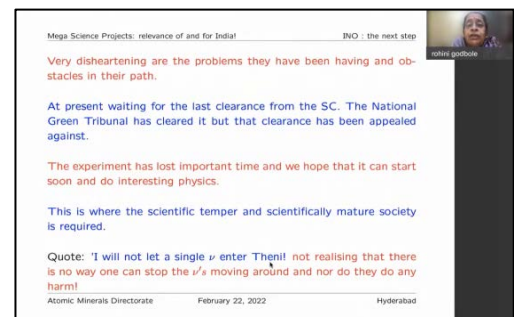 Mega Science Projects: relevance of and for India! INO : the next step
rohini godbole
Very disheartening are the problems they have been having and ob-
stacles in their path.
At present waiting for the last clearance from the SC. The National
Green Tribunal has cleared it but that clearance has been appealed
against.
The experiment has lost important time and we hope that it can start
soon and do interesting physics.
This is where the scientific temper and scientifically mature society
is required.
Quote: 'I will not let a single ν enter Theni! not realising that there
is no way one can stop the ν's moving around and nor do they do any
harm!
Atomic Minerals Directorate February 22, 2022 Hyderabad